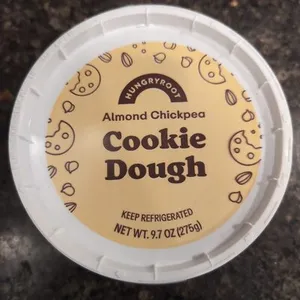 HUNGRYROOT
Almond Chickpea
Cookie
Dough
KEEP REFRIGERATED
NET WT. 9.7 OZ (275g)